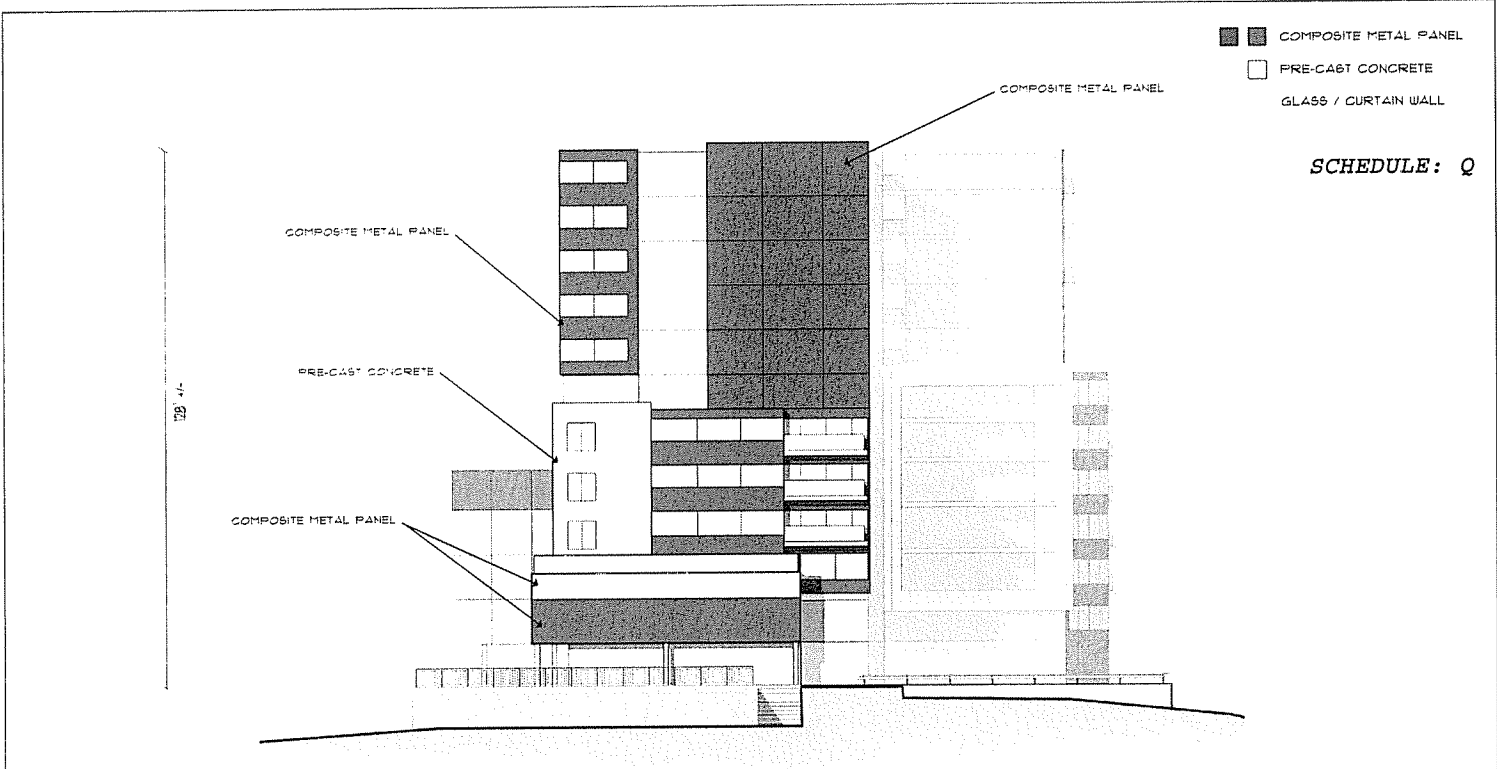 COMPOSITE METAL PANEL
PRE-CAST CONCRETE
GLASS / CURTAIN WALL
SCHEDULE: Q
COMPOSITE METAL PANEL
COMPOSITE METAL PANEL
PRE-CAST CONCRETE
COMPOSITE METAL PANEL
128' +/-